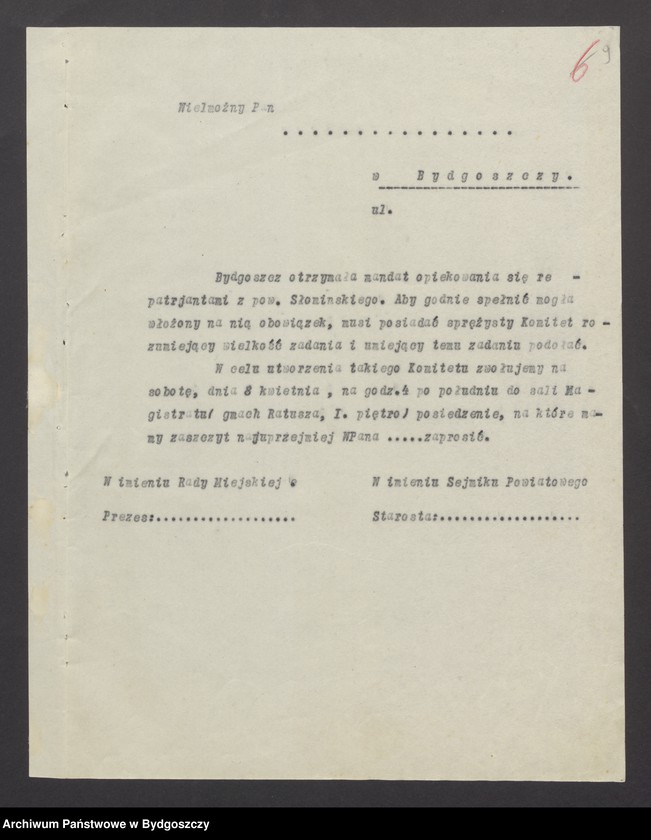 6 9
Wielmożny Pan
. . . . . . . . . . . . . . . .
w Bydgoszczy.
ul.
Bydgoszcz otrzymała mandat opiekowania się re -
patrjantami z pow. Słonimskiego. Aby godnie spełnić mogła
włożony na nią obowiązek, musi posiadać sprężysty Komitet ro -
zumiejący wielkość zadania i umiejący temu zadaniu podołać.
W celu utworzenia takiego Komitetu zwołujemy na
sobotę, dnia 8 kwietnia , na godz.4 po południu do sali Ma -
gistratu/ gmach Ratusza, I. piętro/ posiedzenie, na które ma-
my zaszczyt najuprzejmiej WPana .....zaprosić.
W imieniu Rady Miejskiej
W imieniu Sejmiku Powiatowego
Prezes:...................
Starosta:...................
Archiwum Państwowe w Bydgoszczy